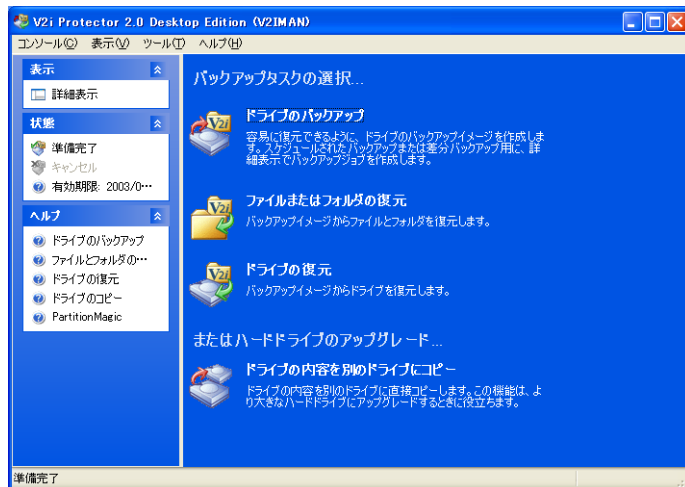 V2i Protector 2.0 Desktop Edition (V2IMAN)
コンソール(C) 表示(V) ツール(T) ヘルプ(H)
表示
詳細表示
状態
準備完了
キャンセル
有効期限: 2003/0…
ヘルプ
ドライブのバックアップ
ファイルとフォルダの…
ドライブの復元
ドライブのコピー
PartitionMagic
バックアップタスクの選択...
V2i
ドライブのバックアップ
容易に復元できるように、ドライブのバックアップイメージを作成しま
す。スケジュールされたバックアップまたは差分バックアップ用に、詳
細表示でバックアップジョブを作成します。
V2i
ファイルまたはフォルダの復元
バックアップイメージからファイルとフォルダを復元します。
V2i
ドライブの復元
バックアップイメージからドライブを復元します。
またはハードドライブのアップグレード...
ドライブの内容を別のドライブにコピー
ドライブの内容を別のドライブに直接コピーします。この機能は、よ
り大きなハードドライブにアップグレードするときに役立ちます。
準備完了